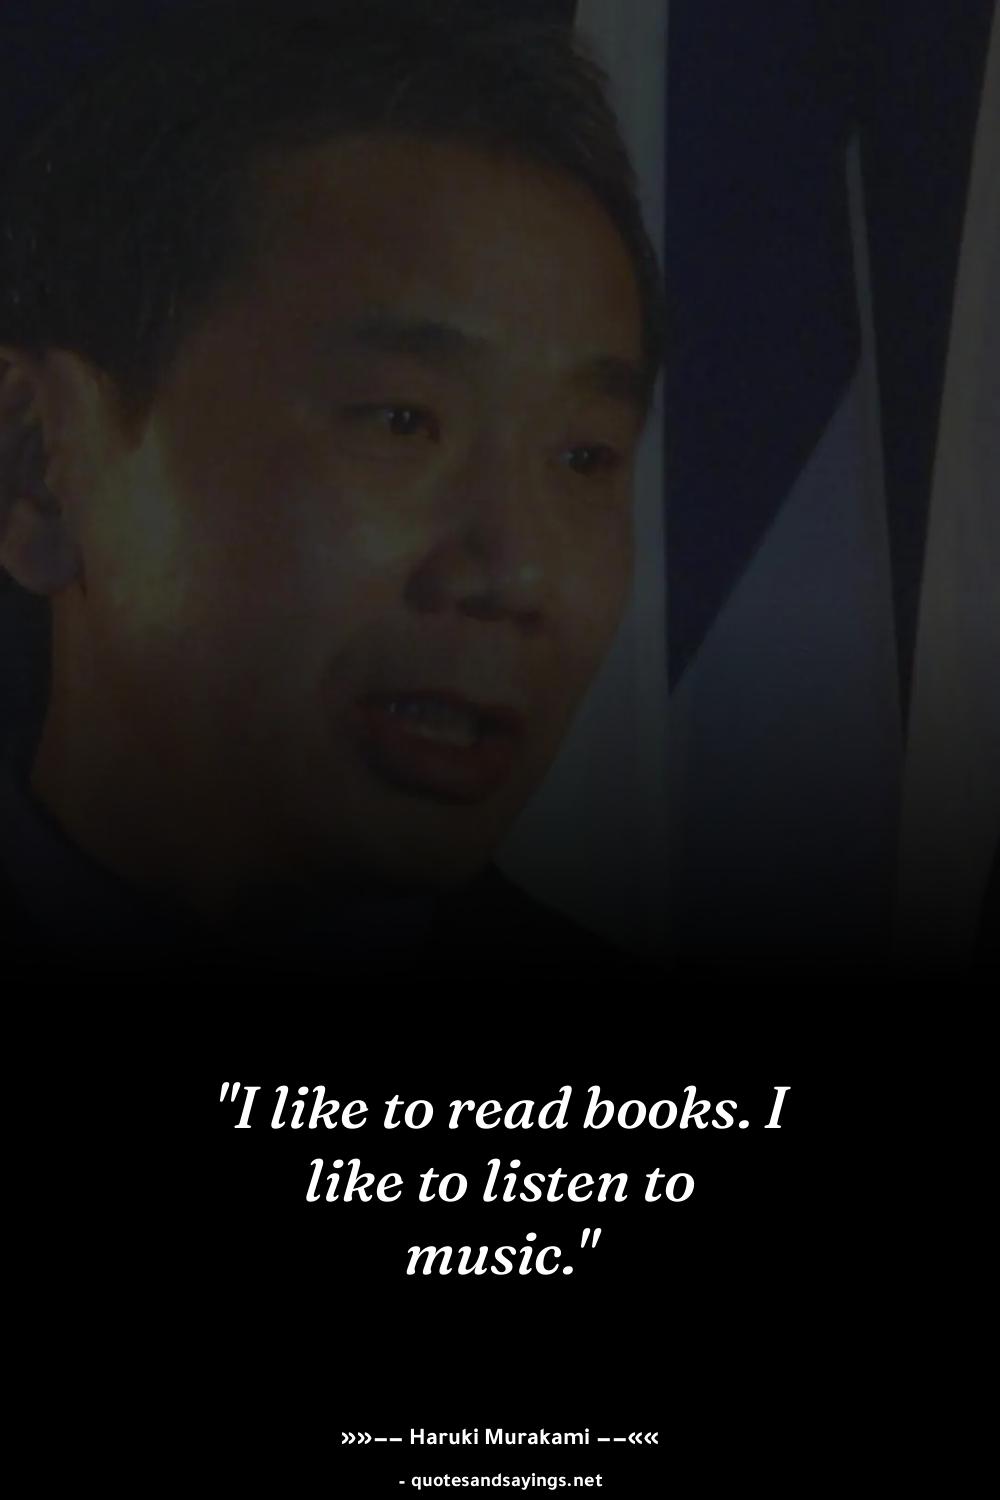 "I like to read books. I
like to listen to
music."
»»−− Haruki Murakami −−««
- quotesandsayings.net